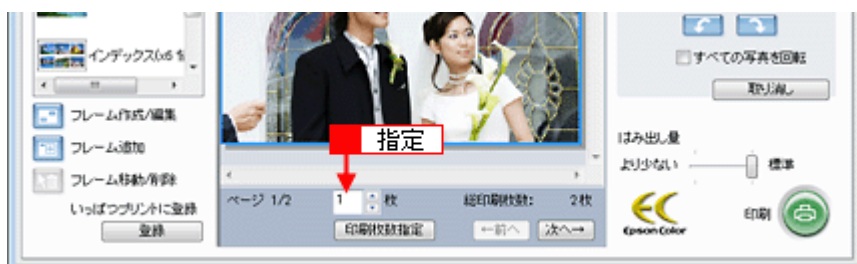 インデックス(x6 1
すべての写真を回転
取り消し
フレーム作成/編集
フレーム追加
フレーム移動/削除
いっぱつプリントに登録
登録
指定
ページ 1/2
1
枚
総印刷枚数:
2枚
印刷枚数指定
←前へ
次へ→
はみ出し量
より少ない
標準
Epson Color
印刷